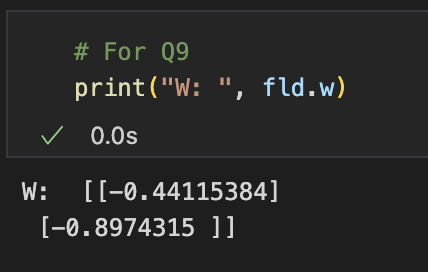 # For Q9
print("W: ", fld.w)
0.0s
W:  [[-0.44115384]
 [-0.8974315 ]]